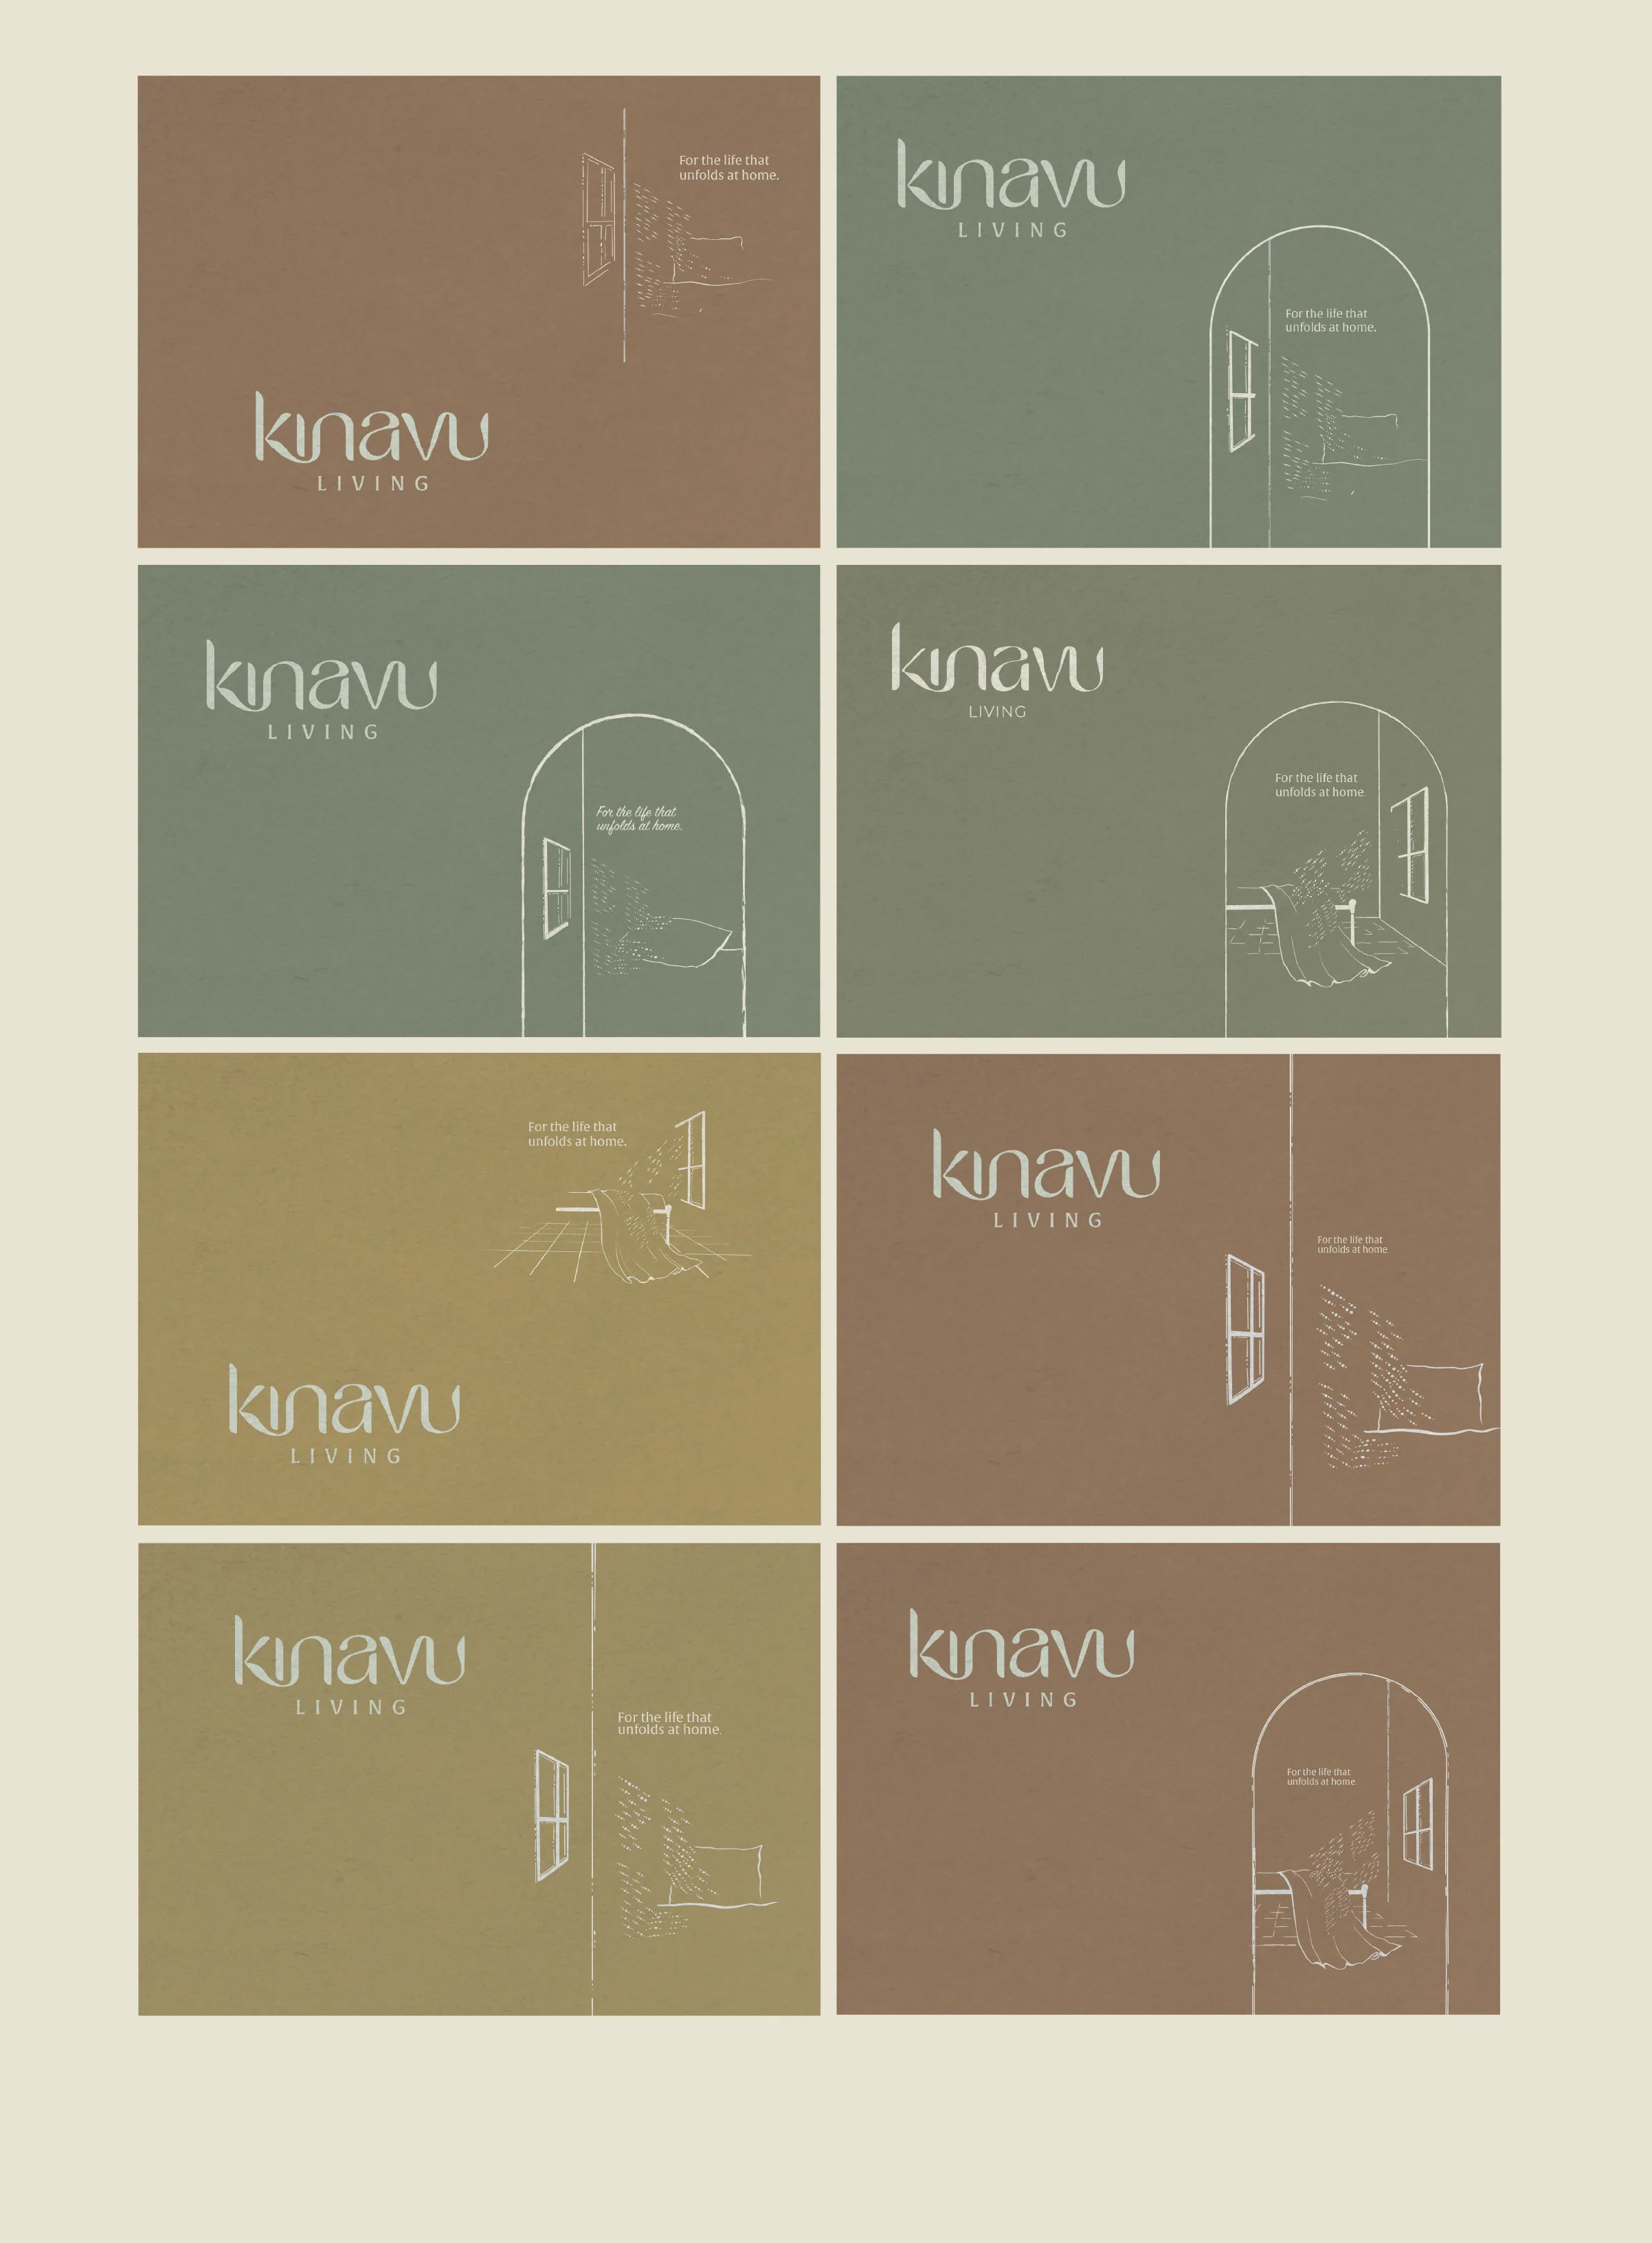 For the life that
unfolds at home.
kinavu
LIVING
kinavu
LIVING
For the life that
unfolds at home.
kinavu
LIVING
For the life that
unfolds at home.
kinavu
LIVING
For the life that
unfolds at home.
For the life that
unfolds at home.
kinavu
LIVING
kinavu
LIVING
For the life that
unfolds at home.
kinavu
LIVING
For the life that
unfolds at home.
kinavu
LIVING
For the life that
unfolds at home.